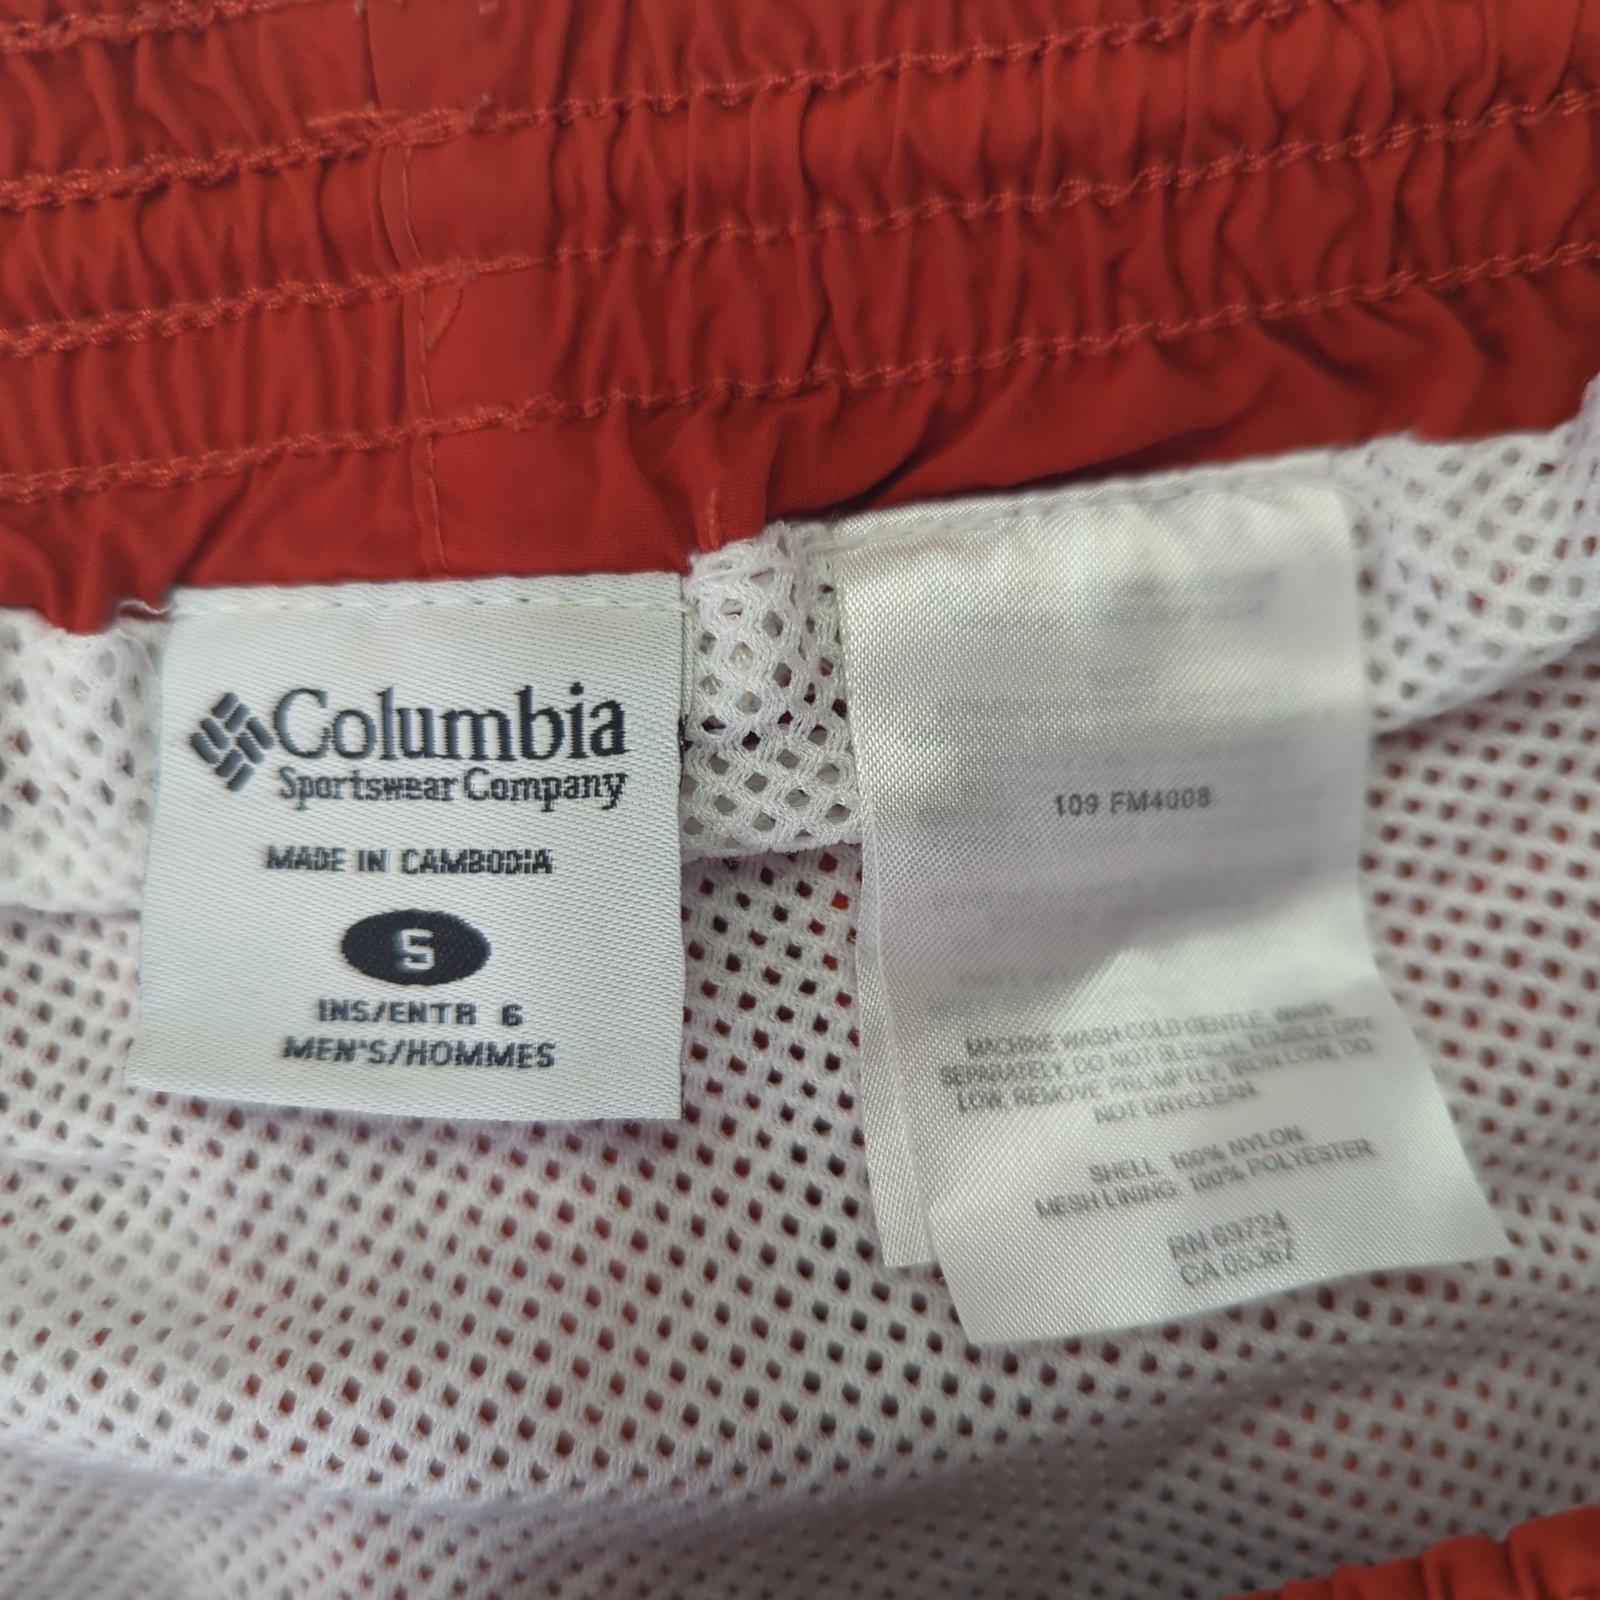 Columbia
Sportswear Company
MADE IN CAMBODIA
S
INS/ENTR 6
MEN'S/HOMMES
109 FM4008
MACHINE WASH COLD GENTLE, WASH
SEPARATELY, DO NOT BLEACH, TUMBLE DRY
LOW, REMOVE PROMPTLY, IRON LOW, DO
NOT DRYCLEAN
SHELL: 100% NYLON
MESH LINING: 100% POLYESTER
RN 69724
CA 05367